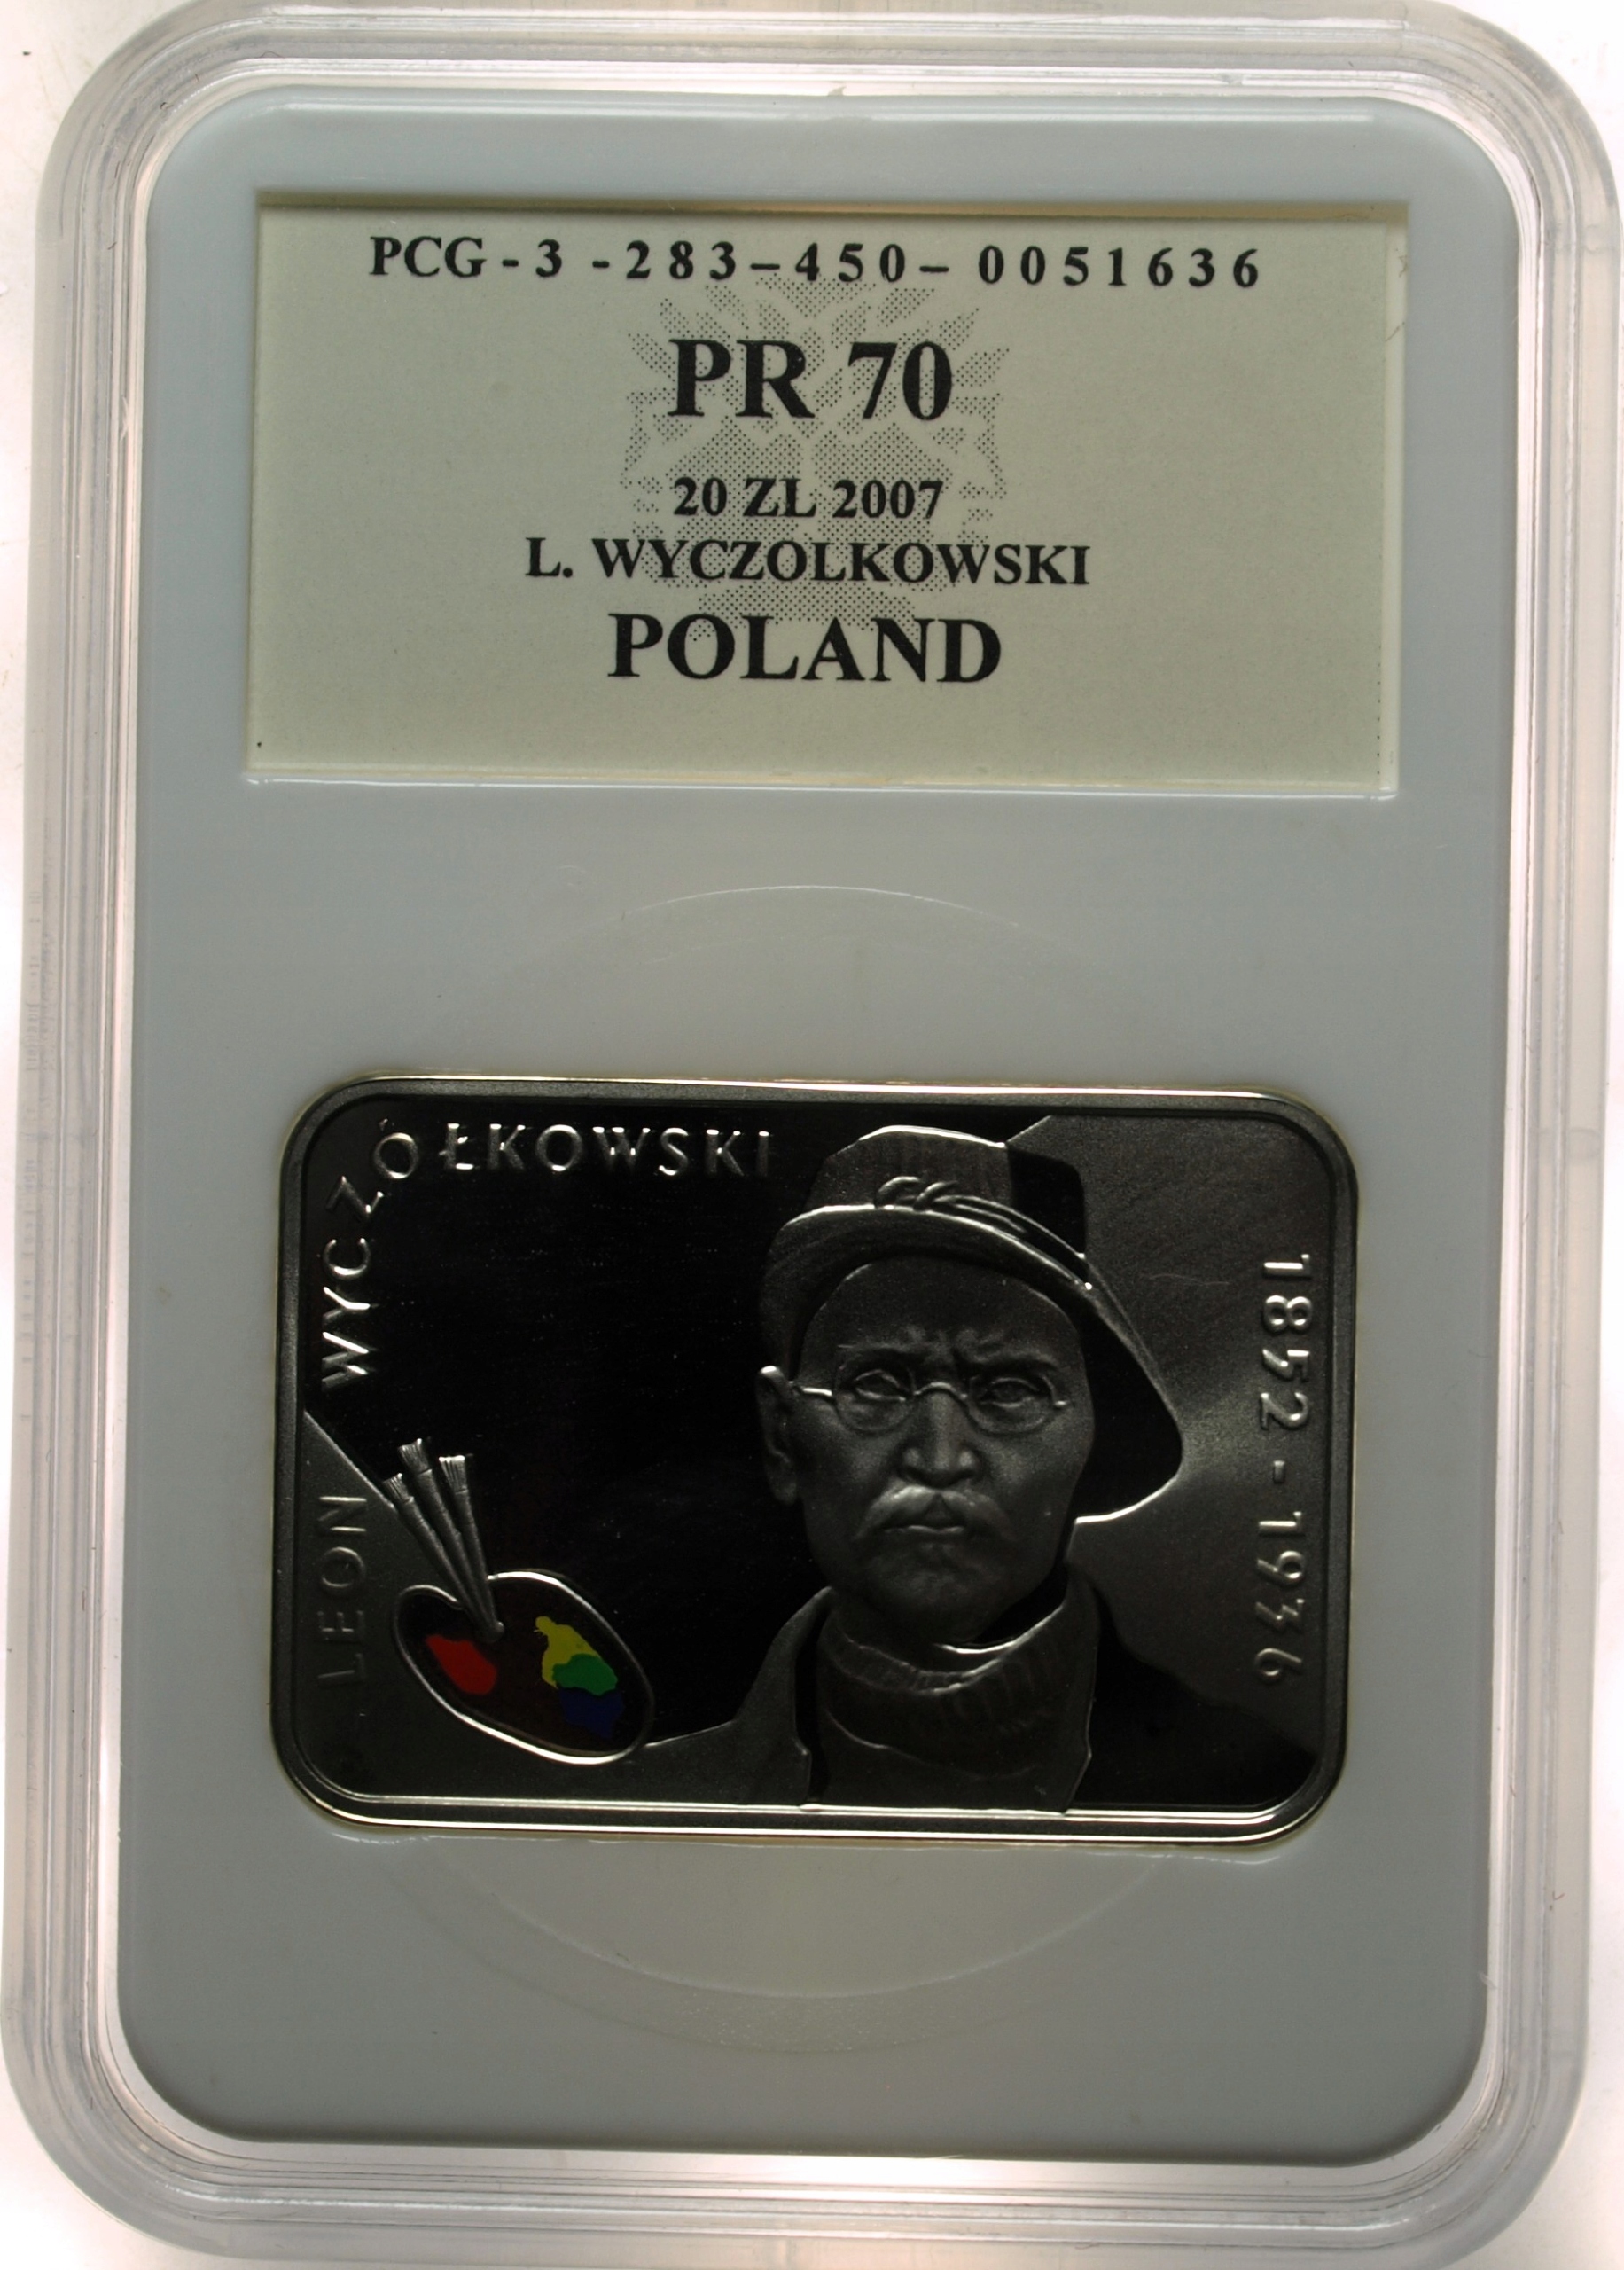 PCG - 3 - 283 - 450 - 0051636
PR 70
20 ZL 2007
L. WYCZOLKOWSKI
POLAND
LEON WYCZÓŁKOWSKI
1852 - 1936